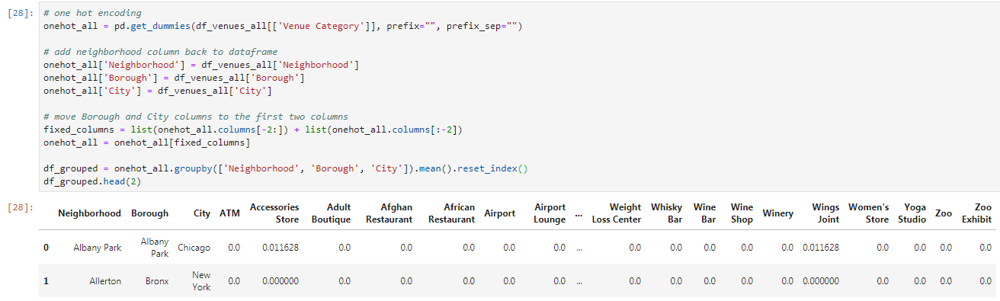 [28]: # one hot encoding
onehot_all = pd.get_dummies(df_venues_all[['Venue Category']], prefix="", prefix_sep="")
# add neighborhood column back to dataframe
onehot_all['Neighborhood'] = df_venues_all['Neighborhood']
onehot_all['Borough'] = df_venues_all['Borough']
onehot_all['City'] = df_venues_all['City']
# move Borough and City columns to the first two columns
fixed_columns = list(onehot_all.columns[-2:]) + list(onehot_all.columns[:-2])
onehot_all = onehot_all[fixed_columns]
df_grouped = onehot_all.groupby(['Neighborhood', 'Borough', 'City']).mean().reset_index()
df_grouped.head(2)
[28]: Neighborhood Borough City ATM Accessories Store Adult Boutique Afghan Restaurant African Restaurant Airport Airport Lounge ... Weight Loss Center Whisky Bar Wine Bar Wine Shop Winery Wings Joint Women's Store Yoga Studio Zoo Zoo Exhibit
0 Albany Park Albany Park Chicago 0.0 0.011628 0.0 0.0 0.0 0.0 0.0 ... 0.0 0.0 0.0 0.0 0.0 0.011628 0.0 0.0 0.0 0.0
1 Allerton Bronx New York 0.0 0.000000 0.0 0.0 0.0 0.0 0.0 ... 0.0 0.0 0.0 0.0 0.0 0.000000 0.0 0.0 0.0 0.0